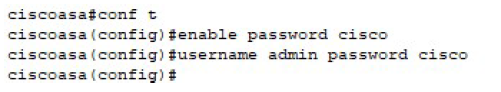 ciscoasa#conf t
ciscoasa(config)#enable password cisco
ciscoasa(config)#username admin password cisco
ciscoasa(config)#